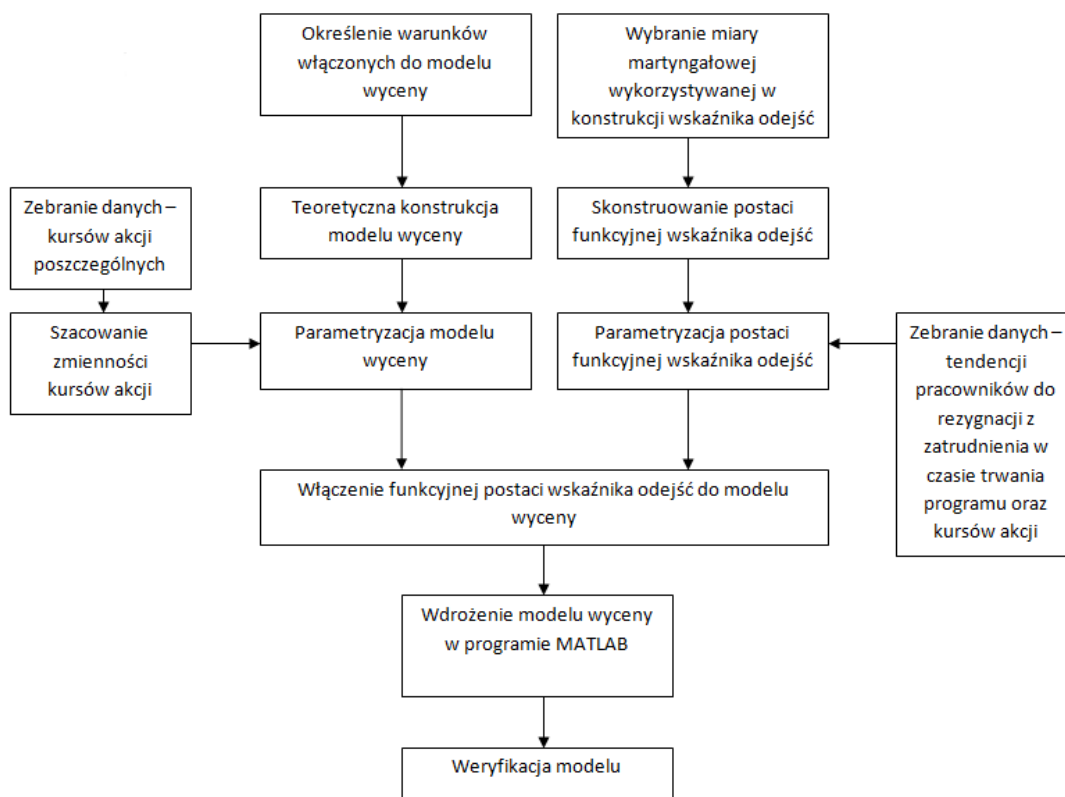 Określenie warunków
włączonych do modelu
wyceny
Wybranie miary
martyngałowej
wykorzystywanej w
konstrukcji wskaźnika odejść
Zebranie danych –
kursów akcji
poszczególnych
Teoretyczna konstrukcja
modelu wyceny
Skonstruowanie postaci
funkcyjnej wskaźnika odejść
Szacowanie
zmienności
kursów akcji
Parametryzacja modelu
wyceny
Parametryzacja postaci
funkcyjnej wskaźnika odejść
Zebranie danych –
tendencji
pracowników do
rezygnacji z
zatrudnienia w
czasie trwania
programu oraz
kursów akcji
Włączenie funkcyjnej postaci wskaźnika odejść do modelu
wyceny
Wdrożenie modelu wyceny
w programie MATLAB
Weryfikacja modelu